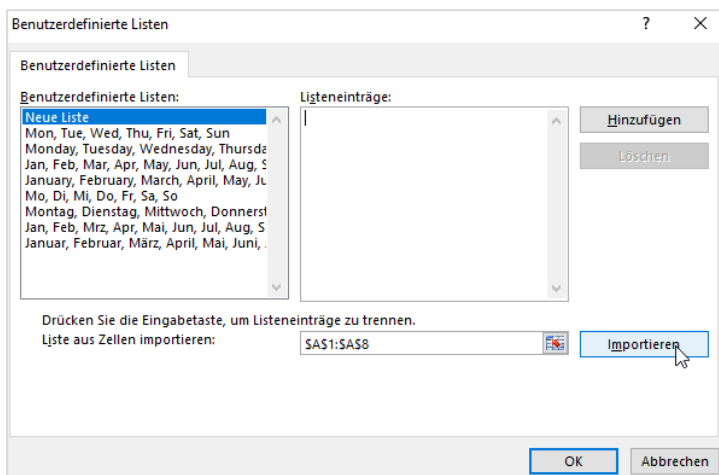 Benutzerdefinierte Listen
?
Benutzerdefinierte Listen
Benutzerdefinierte Listen:
Listeneinträge:
Neue Liste
Mon, Tue, Wed, Thu, Fri, Sat, Sun
Monday, Tuesday, Wednesday, Thursda
Jan, Feb, Mar, Apr, May, Jun, Jul, Aug, S
January, February, March, April, May, Ju
Mo, Di, Mi, Do, Fr, Sa, So
Montag, Dienstag, Mittwoch, Donnerst
Jan, Feb, Mrz, Apr, Mai, Jun, Jul, Aug, S
Januar, Februar, März, April, Mai, Juni, .
Hinzufügen
Löschen
Drücken Sie die Eingabetaste, um Listeneinträge zu trennen.
Liste aus Zellen importieren:
$A$1:$A$8
Importieren
OK
Abbrechen